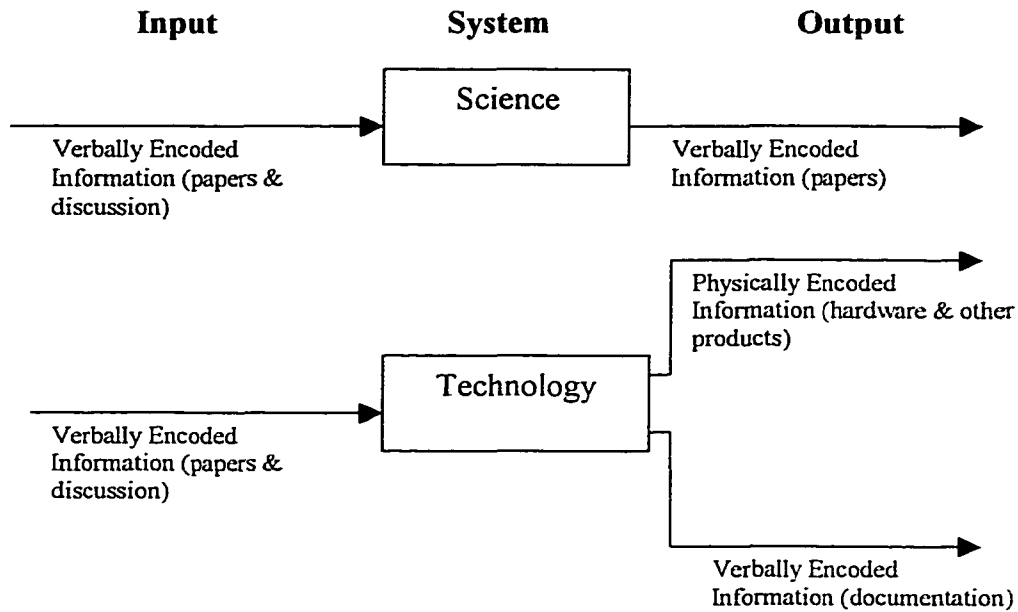 Input System Output
Science
Verbally Encoded
Information (papers &
discussion)
Verbally Encoded
Information (papers)
Physically Encoded
Information (hardware & other
products)
Technology
Verbally Encoded
Information (papers &
discussion)
Verbally Encoded
Information (documentation)